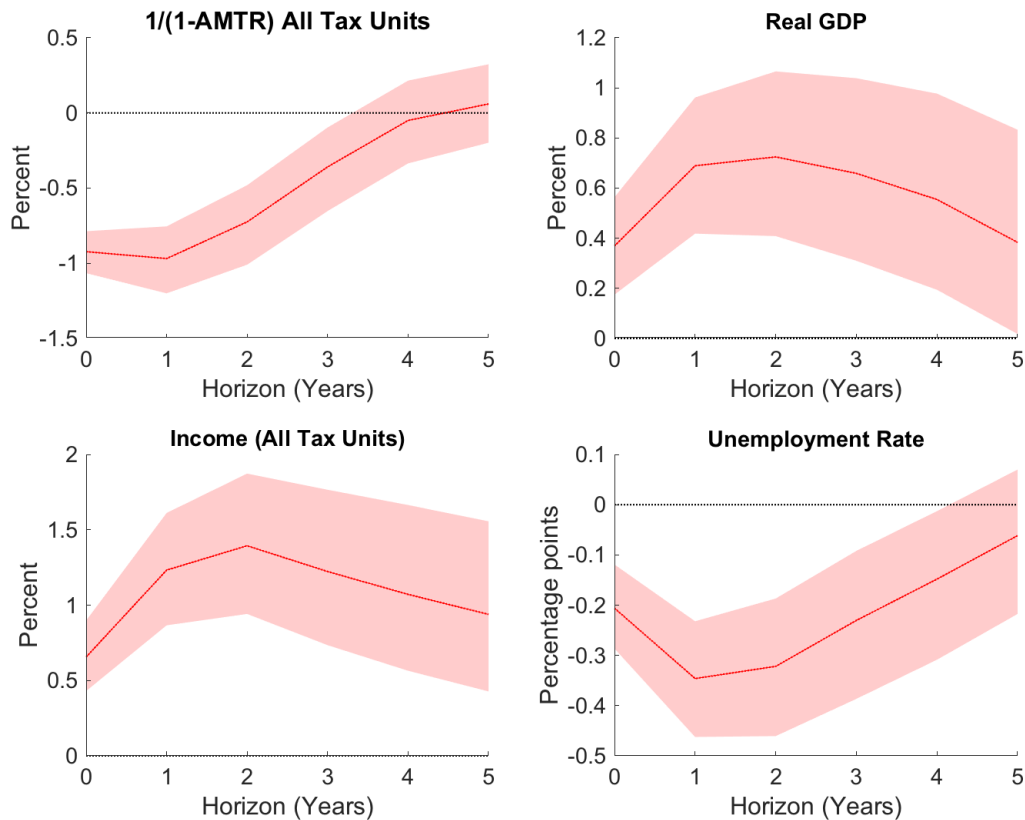 1/(1-AMTR) All Tax Units
0.5
0
-0.5
-1
-1.5
Percent
0 1 2 3 4 5
Horizon (Years)
Real GDP
1.2
1
0.8
0.6
0.4
0.2
0
Percent
0 1 2 3 4 5
Horizon (Years)
Income (All Tax Units)
2
1.5
1
0.5
0
Percent
0 1 2 3 4 5
Horizon (Years)
Unemployment Rate
0.1
0
-0.1
-0.2
-0.3
-0.4
-0.5
Percentage points
0 1 2 3 4 5
Horizon (Years)